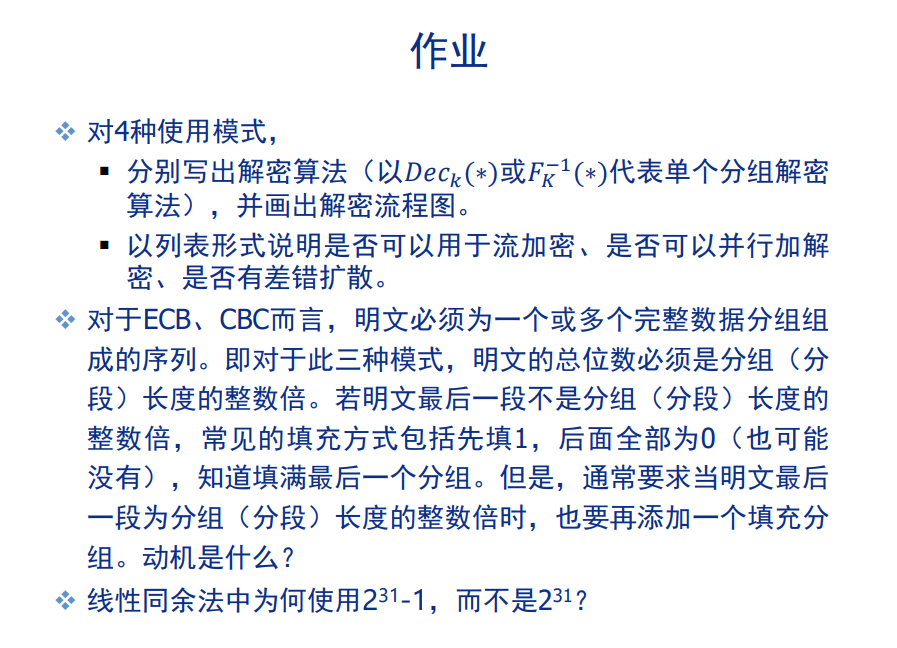 作业
❖ 对4种使用模式，
▪ 分别写出解密算法（以Decₖ(∗)或F_K^{-1}(∗)代表单个分组解密
算法），并画出解密流程图。
▪ 以列表形式说明是否可以用于流加密、是否可以并行加解
密、是否有差错扩散。
❖ 对于ECB、CBC而言，明文必须为一个或多个完整数据分组组
成的序列。即对于此三种模式，明文的总位数必须是分组（分
段）长度的整数倍。若明文最后一段不是分组（分段）长度的
整数倍，常见的填充方式包括先填1，后面全部为0（也可能
没有），知道填满最后一个分组。但是，通常要求当明文最后
一段为分组（分段）长度的整数倍时，也要再添加一个填充分
组。动机是什么？
❖ 线性同余法中为何使用2³¹-1，而不是2³¹？